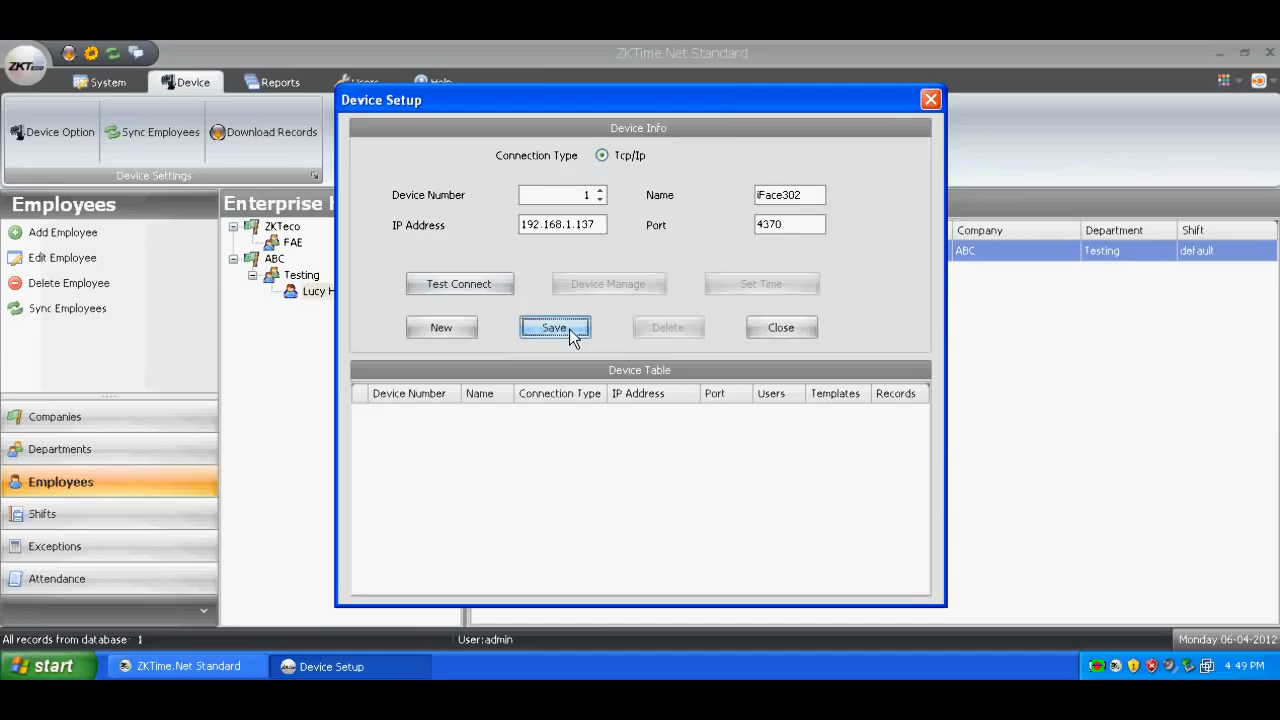 ZKTime.Net Standard
ZKTeco
System
Device
Reports
Users
Help
Device Option
Sync Employees
Download Records
Device Settings
Employees
Add Employee
Edit Employee
Delete Employee
Sync Employees
Companies
Departments
Employees
Shifts
Exceptions
Attendance
Enterprise
ZKTeco
FAE
ABC
Testing
Lucy H
Device Setup
Device Info
Connection Type Tcp/Ip
Device Number 1 Name iFace302
IP Address 192.168.1.137 Port 4370
Test Connect Device Manage Set Time
New Save Delete Close
Device Table
Device Number Name Connection Type IP Address Port Users Templates Records
Company Department Shift
ABC Testing default
All records from database: 1 User:admin Monday 06-04-2012
start ZKTime.Net Standard Device Setup 4:49 PM